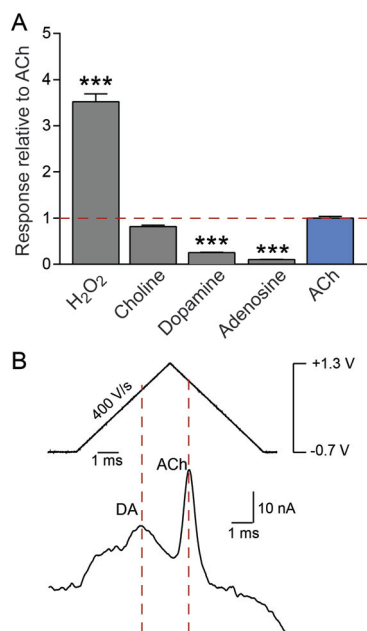 A
Response relative to ACh
5
4
3
2
1
0
***
***
***
H₂O₂
Choline
Dopamine
Adenosine
ACh
B
400 V/s
1 ms
+1.3 V
-0.7 V
DA
ACh
10 nA
1 ms